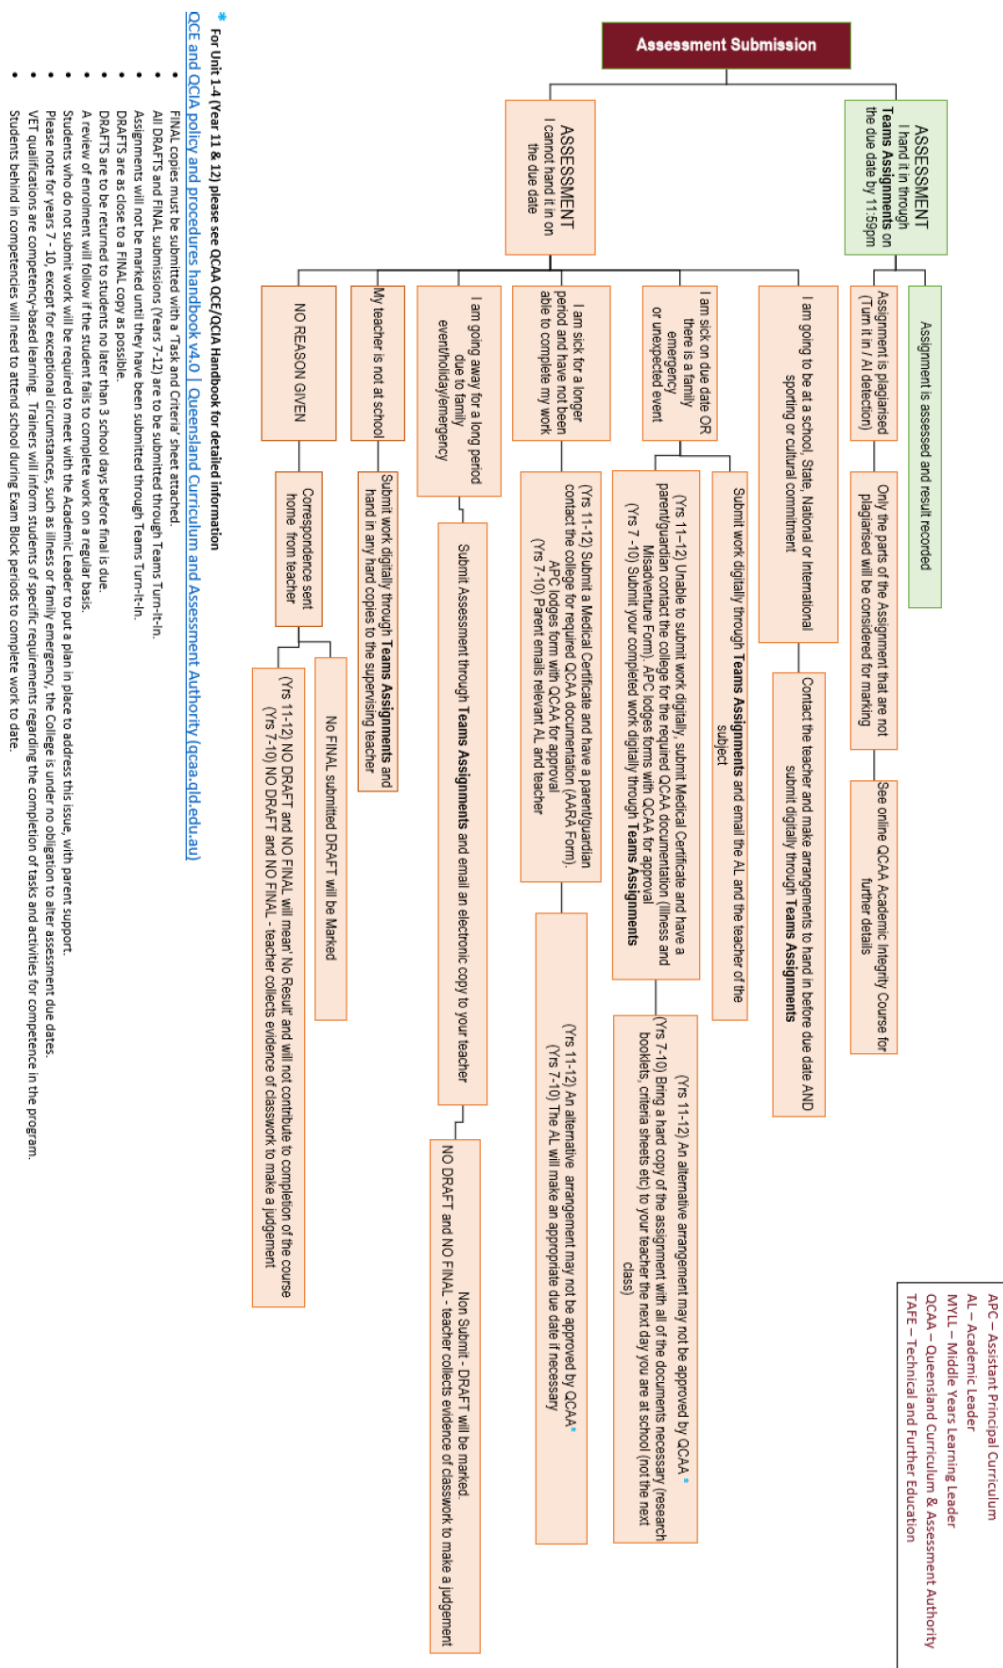 APC – Assistant Principal Curriculum
AL – Academic Leader
MYLL – Middle Years Learning Leader
QCAA – Queensland Curriculum & Assessment Authority
TAFE – Technical and Further Education
Assessment Submission
ASSESSMENT
I hand it in through
Teams Assignments on
the due date by 11:59pm
Assignment is assessed and result recorded
Assignment is plagiarised
(Turn it in / AI detection)
Only the parts of the Assignment that are not
plagiarised will be considered for marking
See online QCAA Academic Integrity Course for
further details
ASSESSMENT
I cannot hand it in on
the due date
I am going to be at a school, State, National or International
sporting or cultural commitment
Contact the teacher and make arrangements to hand in before due date AND
submit digitally through Teams Assignments
I am sick on due date OR
there is a family
emergency
or unexpected event
Submit work digitally through Teams Assignments and email the AL and the teacher of the
subject
(Yrs 11–12) Unable to submit work digitally, submit Medical Certificate and have a
parent/guardian contact the college for the required QCAA documentation (Illness and
Misadventure Form). APC lodges forms with QCAA for approval
(Yrs 7 -10) Submit your completed work digitally through Teams Assignments
(Yrs 11-12) An alternative arrangement may not be approved by QCAA *
(Yrs 7-10) Bring a hard copy of the assignment with all of the documents necessary (research
booklets, criteria sheets etc) to your teacher the next day you are at school (not the next
class)
I am sick for a longer
period and have not been
able to complete my work
(Yrs 11-12) Submit a Medical Certificate and have a parent/guardian
contact the college for required QCAA documentation (AARA Form).
APC lodges form with QCAA for approval
(Yrs 7-10) Parent emails relevant AL and teacher
(Yrs 11-12) An alternative arrangement may not be approved by QCAA*
(Yrs 7-10) The AL will make an appropriate due date if necessary
I am going away for a long period
due to family
event/holiday/emergency
Submit Assessment through Teams Assignments and email an electronic copy to your teacher
Non Submit - DRAFT will be marked.
NO DRAFT and NO FINAL - teacher collects evidence of classwork to make a judgement
My teacher is not at school
Submit work digitally through Teams Assignments and
hand in any hard copies to the supervising teacher
NO REASON GIVEN
Correspondence sent
home from teacher
No FINAL submitted DRAFT will be Marked
(Yrs 11-12) NO DRAFT and NO FINAL will mean' No Result' and will not contribute to completion of the course
(Yrs 7-10) NO DRAFT and NO FINAL - teacher collects evidence of classwork to make a judgement
* For Unit 1-4 (Year 11 & 12) please see QCAA QCE/QCIA Handbook for detailed information
QCE and QCIA policy and procedures handbook v4.0 | Queensland Curriculum and Assessment Authority (qcaa.qld.edu.au)
• FINAL copies must be submitted with a 'Task and Criteria' sheet attached.
• All DRAFTS and FINAL submissions (Years 7-12) are to be submitted through Teams Turn-It-In.
• Assignments will not be marked until they have been submitted through Teams Turn-It-In.
• DRAFTS are as close to a FINAL copy as possible.
• DRAFTS are to be returned to students no later than 3 school days before final is due.
• A review of enrolment will follow if the student fails to complete work on a regular basis.
• Students who do not submit work will be required to meet with the Academic Leader to put a plan in place to address this issue, with parent support.
• Please note for years 7 - 10, except for exceptional circumstances, such as illness or family emergency, the College is under no obligation to alter assessment due dates.
• VET qualifications are competency-based learning. Trainers will inform students of specific requirements regarding the completion of tasks and activities for competence in the program.
• Students behind in competencies will need to attend school during Exam Block periods to complete work to date.